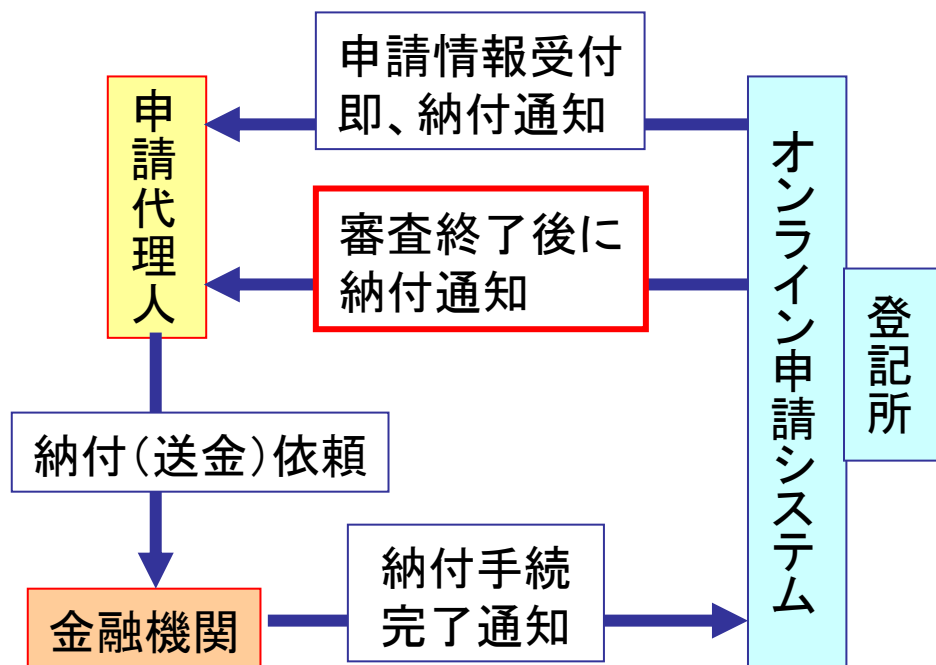 申請情報受付
即、納付通知
申請代理人
オンライン申請システム
審査終了後に
納付通知
登記所
納付(送金)依頼
納付手続
完了通知
金融機関